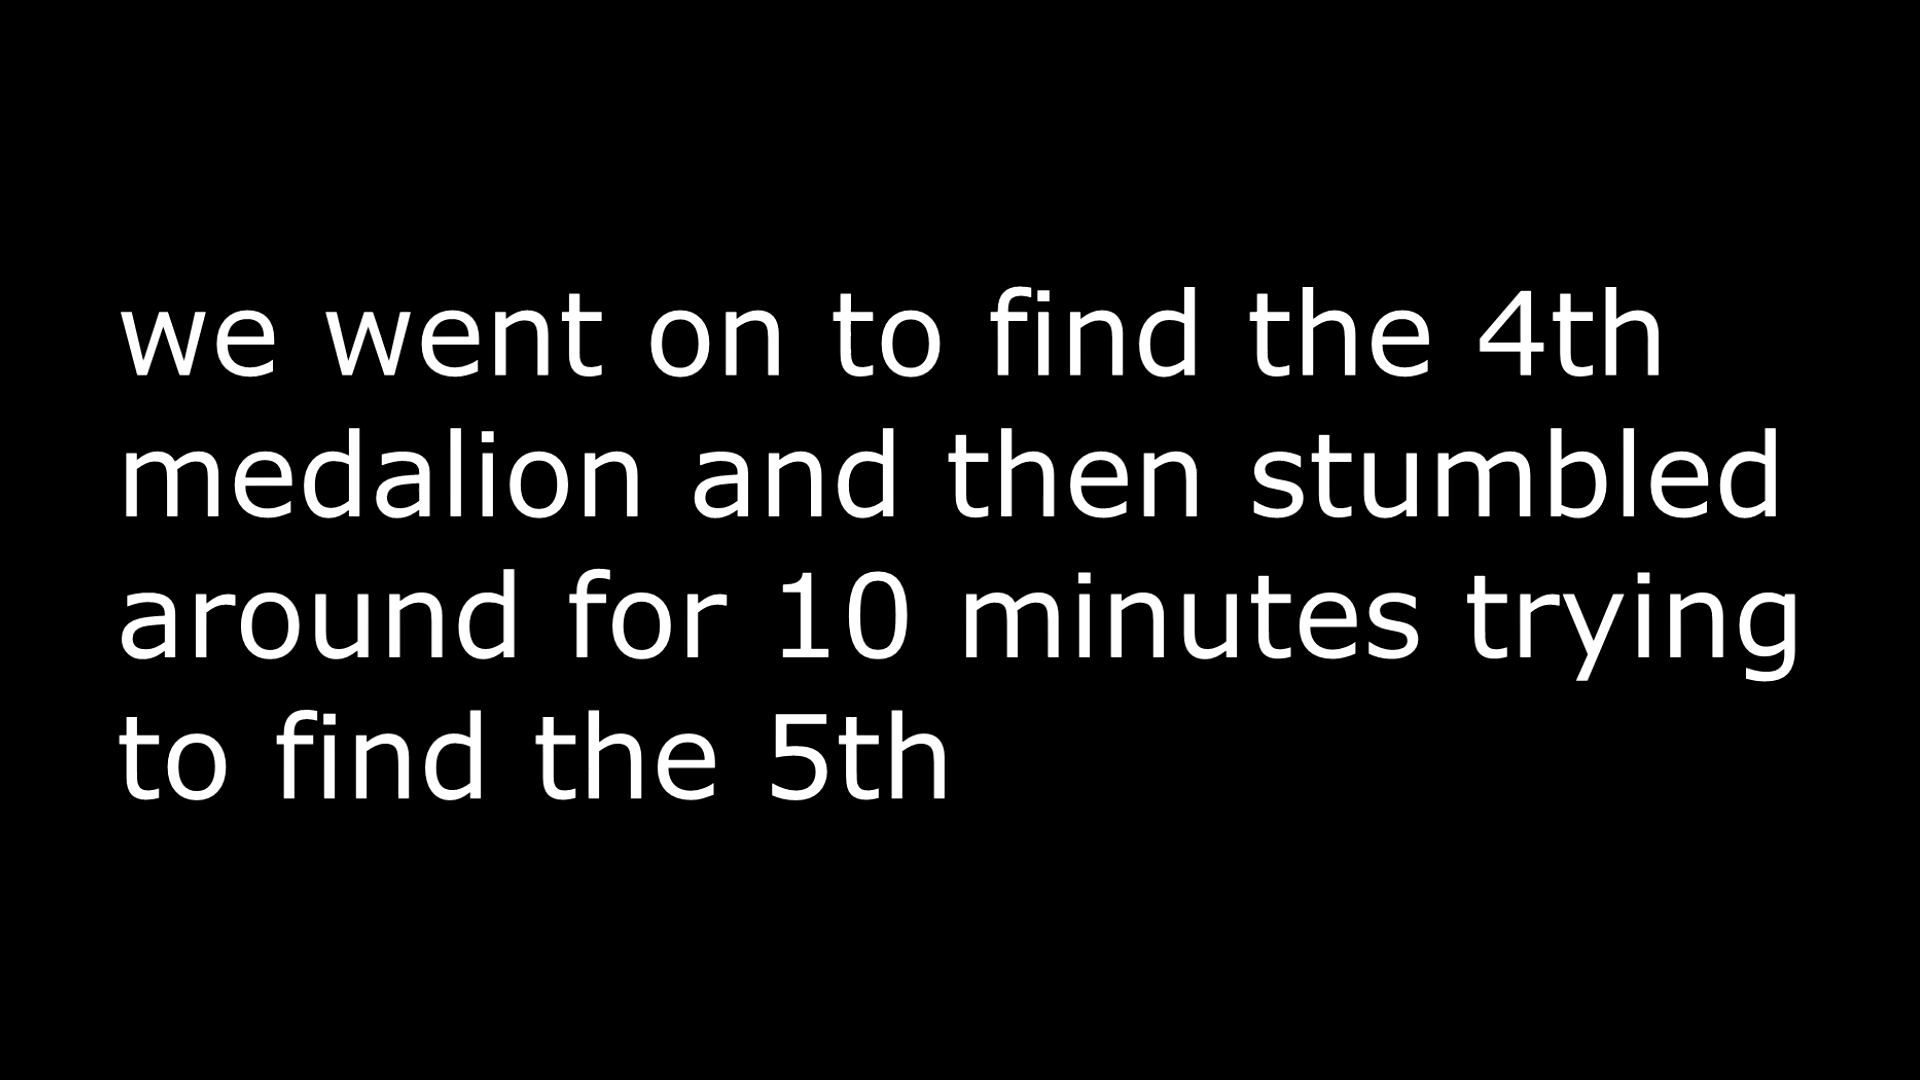 we went on to find the 4th
medalion and then stumbled
around for 10 minutes trying
to find the 5th